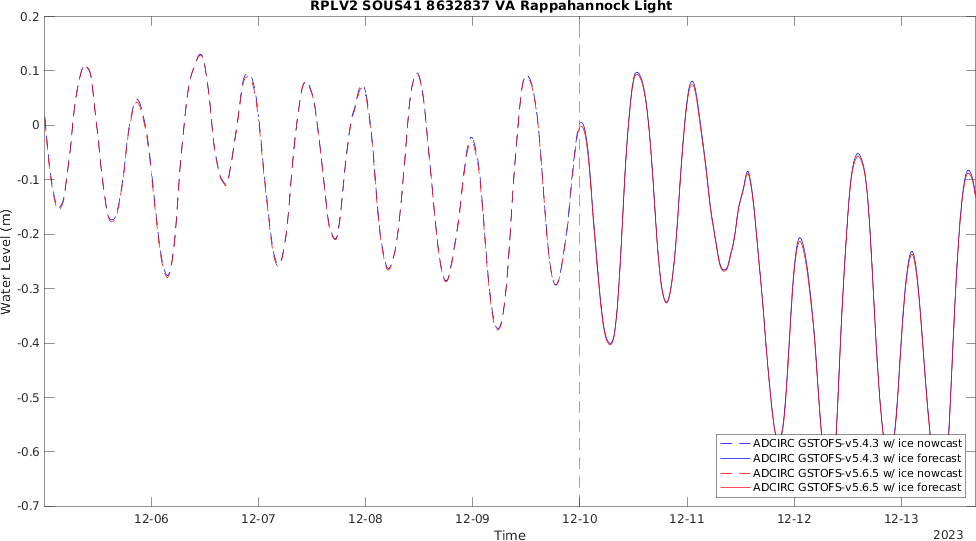 RPLV2 SOUS41 8632837 VA Rappahannock Light
0.2
0.1
0
-0.1
-0.2
-0.3
-0.4
-0.5
-0.6
-0.7
Water Level (m)
ADCIRC GSTOFS-v5.4.3 w/ ice nowcast
ADCIRC GSTOFS-v5.4.3 w/ ice forecast
ADCIRC GSTOFS-v5.6.5 w/ ice nowcast
ADCIRC GSTOFS-v5.6.5 w/ ice forecast
12-06 12-07 12-08 12-09 12-10 12-11 12-12 12-13
Time
2023